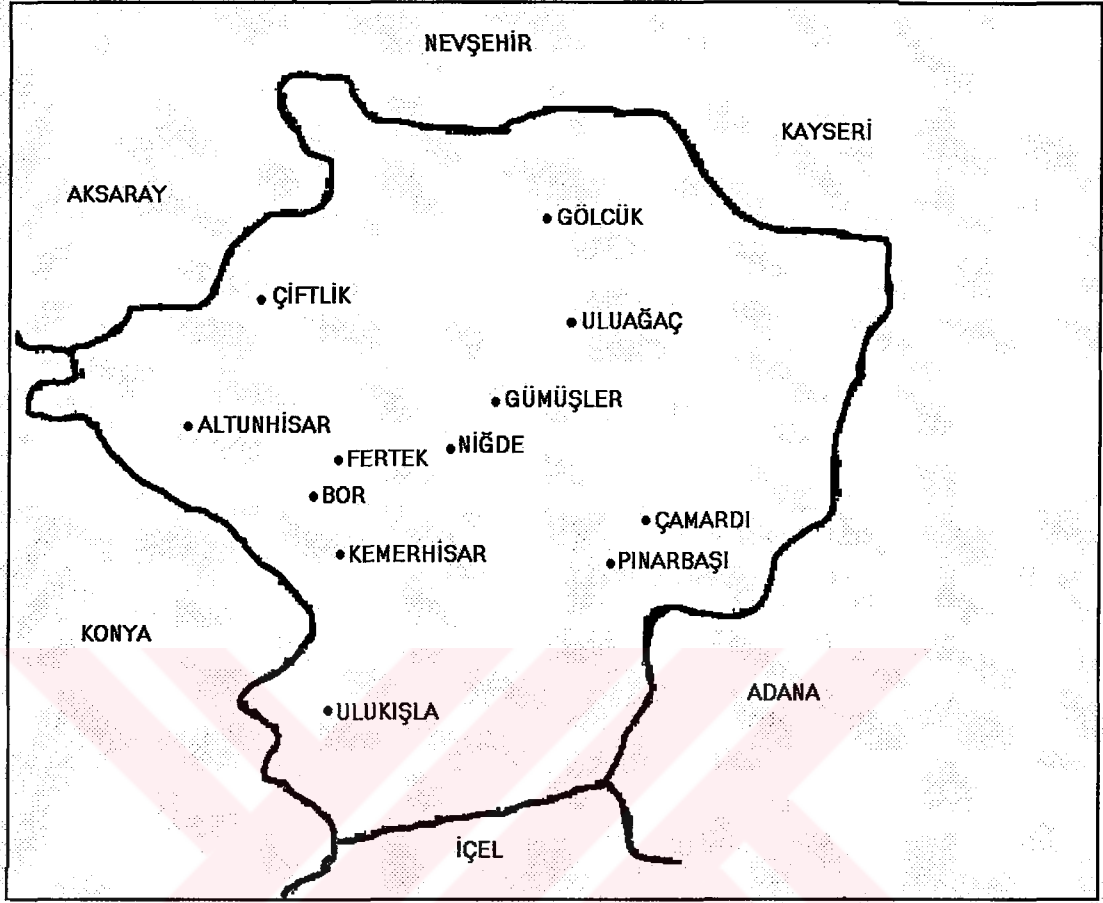 NEVŞEHİR
KAYSERİ
AKSARAY
GÖLCÜK
ÇİFTLİK
ULUAĞAÇ
GÜMÜŞLER
ALTUNHİSAR
NİĞDE
FERTEK
BOR
ÇAMARDI
KEMERHİSAR
PINARBAŞI
KONYA
ADANA
ULUKIŞLA
İÇEL